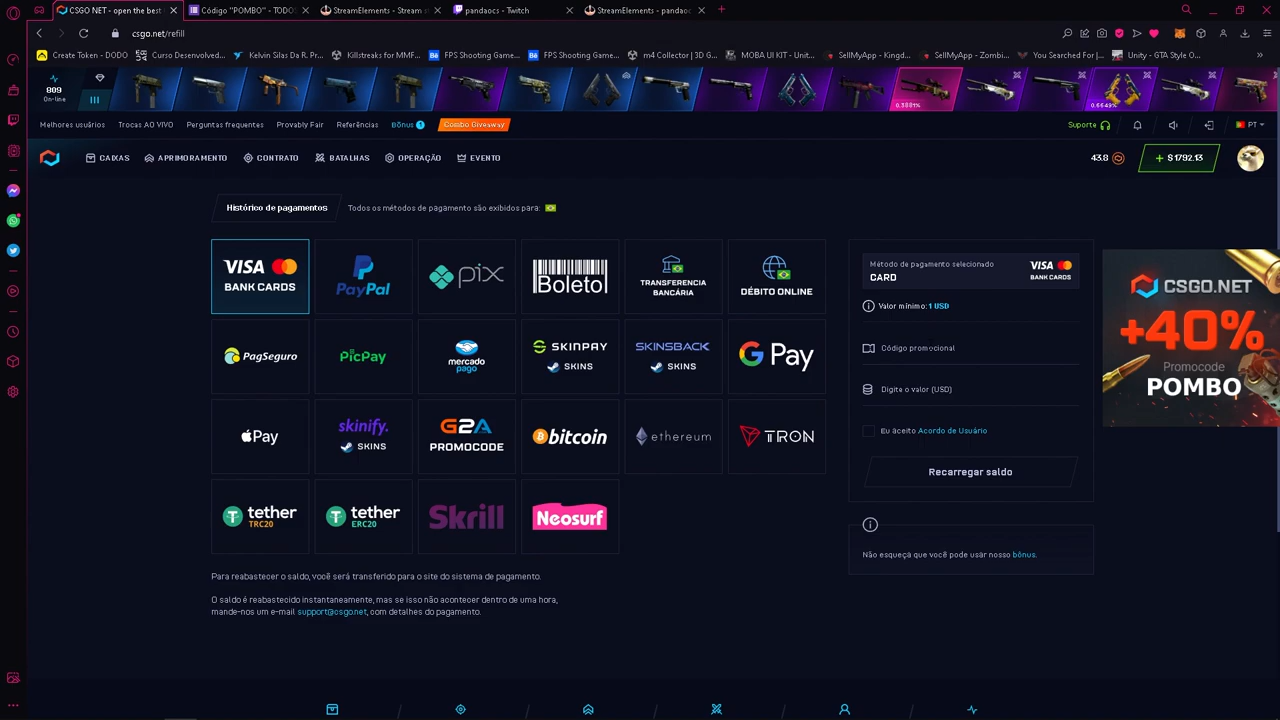 CSGO.NET - open the best
Código "POMBO" - TODO
StreamElements - Stream s
pandaocs - Twitch
StreamElements - pandaoc
csgo.net/refill
Create Token - DODO
Curso Desenvolved...
Kelvin Silas Da R. Pr...
Killstreaks for MMF...
FPS Shooting Game...
FPS Shooting Game...
m4 Collector | 3D G...
MOBA UI KIT - Unit...
SellMyApp - Kingd...
SellMyApp - Zombi...
You Searched For |...
Unity - GTA Style O...
809
On-line
0.3881%
0.6649%
Melhores usuários
Trocas AO VIVO
Perguntas frequentes
Provably Fair
Referências
Bônus
Combo Giveaway
Suporte
PT
CAIXAS
APRIMORAMENTO
CONTRATO
BATALHAS
OPERAÇÃO
EVENTO
43.8
+ $ 1792.13
Histórico de pagamentos
Todos os métodos de pagamento são exibidos para:
VISA
BANK CARDS
PayPal
pix
Boleto
TRANSFERENCIA
BANCÁRIA
DÉBITO ONLINE
PagSeguro
PicPay
mercado
pago
SKINPAY
SKINS
SKINSBACK
SKINS
G Pay
Pay
skinify.
SKINS
G2A
PROMOCODE
bitcoin
ethereum
TRON
tether
TRC20
tether
ERC20
Skrill
Neosurf
Método de pagamento selecionado
CARD
VISA
BANK CARDS
Valor mínimo: 1 USD
Código promocional
Digite o valor (USD)
Eu aceito Acordo de Usuário
Recarregar saldo
Não esqueça que você pode usar nosso bônus.
CSGO.NET
+40%
Promocode
POMBO
Para reabastecer o saldo, você será transferido para o site do sistema de pagamento.
O saldo é reabastecido instantaneamente, mas se isso não acontecer dentro de uma hora,
mande-nos um e-mail support@csgo.net, com detalhes do pagamento.